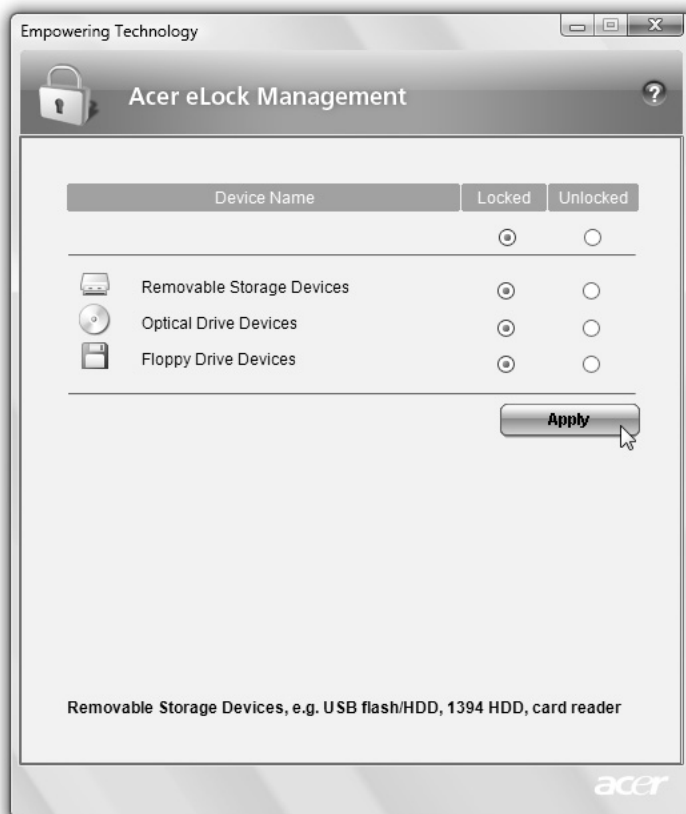 Empowering Technology
Acer eLock Management
?
Device Name Locked Unlocked
Removable Storage Devices
Optical Drive Devices
Floppy Drive Devices
Apply
Removable Storage Devices, e.g. USB flash/HDD, 1394 HDD, card reader
acer